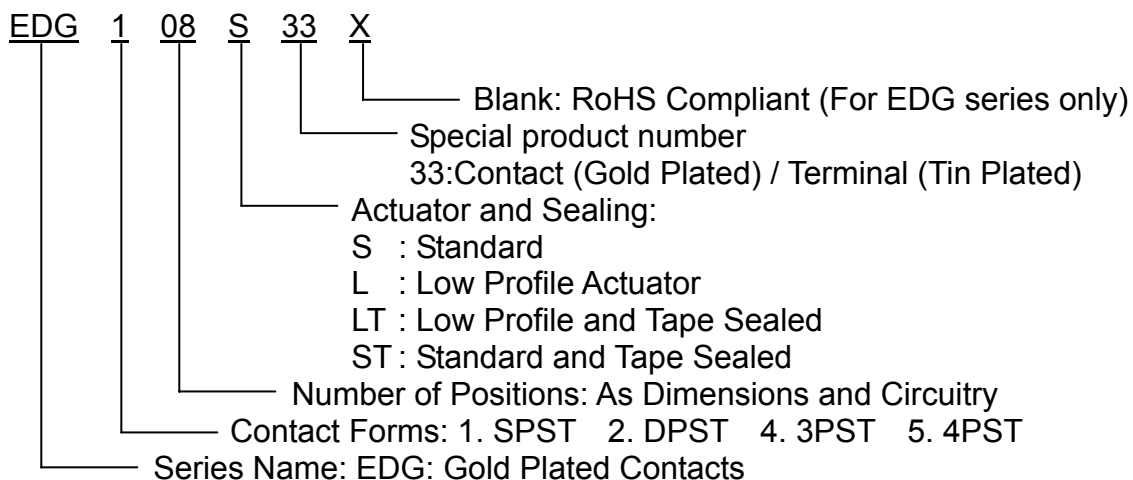 EDG 1 08 S 33 X
Blank: RoHS Compliant (For EDG series only)
Special product number
33:Contact (Gold Plated) / Terminal (Tin Plated)
Actuator and Sealing:
S : Standard
L : Low Profile Actuator
LT : Low Profile and Tape Sealed
ST : Standard and Tape Sealed
Number of Positions: As Dimensions and Circuitry
Contact Forms: 1. SPST 2. DPST 4. 3PST 5. 4PST
Series Name: EDG: Gold Plated Contacts